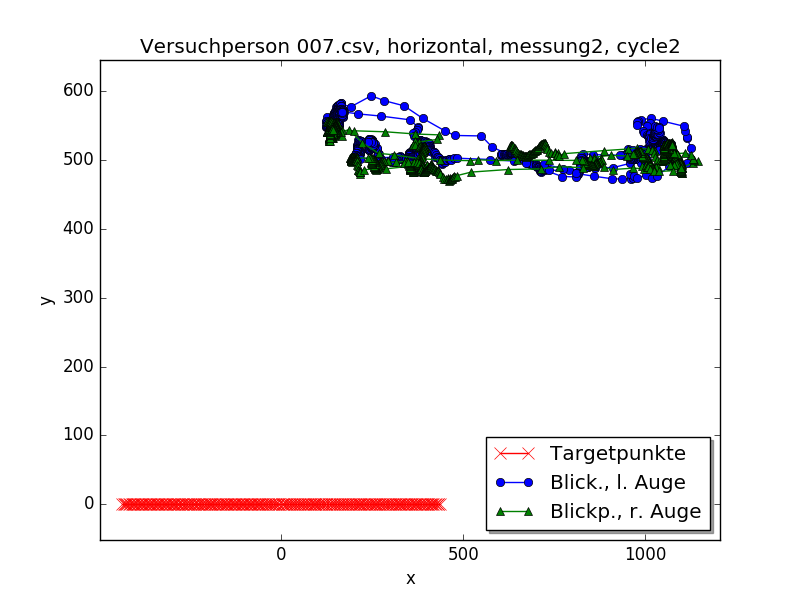 Versuchperson 007.csv, horizontal, messung2, cycle2
y
600
500
400
300
200
100
0
0 500 1000
x
Targetpunkte
Blick., l. Auge
Blickp., r. Auge